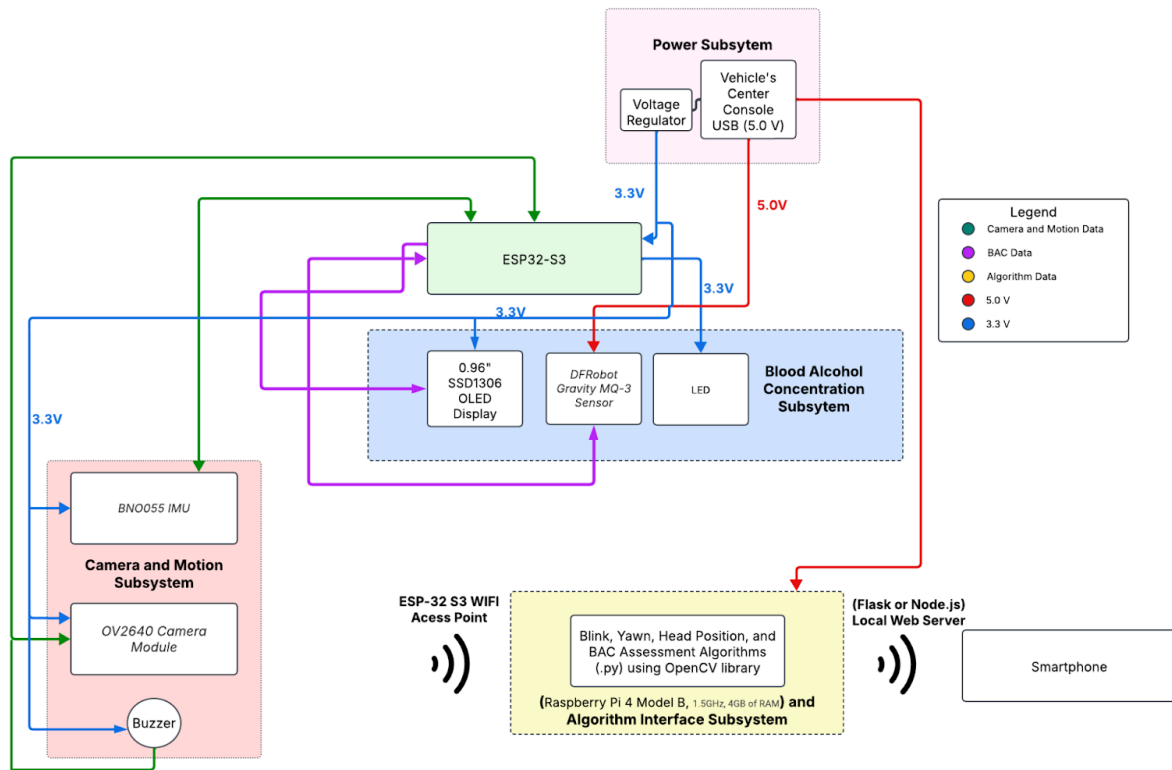 Power Subsytem
Voltage
Regulator
Vehicle's
Center
Console
USB (5.0 V)
3.3V
5.0V
Legend
Camera and Motion Data
BAC Data
Algorithm Data
5.0 V
3.3 V
ESP32-S3
3.3V
3.3V
0.96"
SSD1306
OLED
Display
DFRobot
Gravity MQ-3
Sensor
LED
Blood Alcohol
Concentration
Subsytem
3.3V
BNO055 IMU
Camera and Motion
Subsystem
OV2640 Camera
Module
Buzzer
ESP-32 S3 WIFI
Acess Point
Blink, Yawn, Head Position, and
BAC Assessment Algorithms
(.py) using OpenCV library
(Raspberry Pi 4 Model B, 1.5GHz, 4GB of RAM) and
Algorithm Interface Subsystem
(Flask or Node.js)
Local Web Server
Smartphone